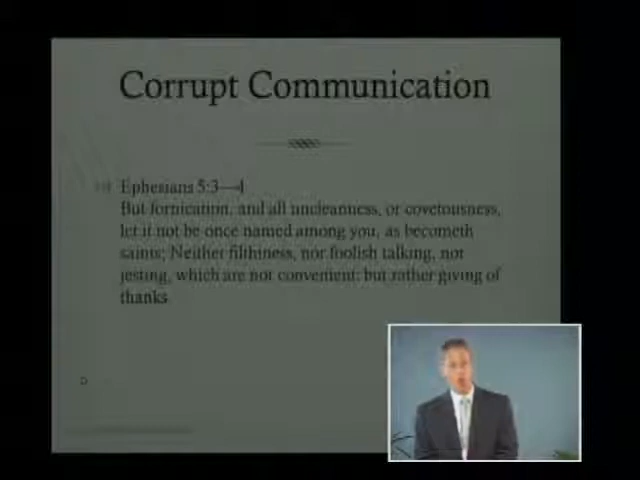 Corrupt Communication
Ephesians 5:3—4
But fornication, and all uncleanness, or covetousness,
let it not be once named among you, as becometh
saints; Neither filthiness, nor foolish talking, nor
jesting, which are not convenient: but rather giving of
thanks